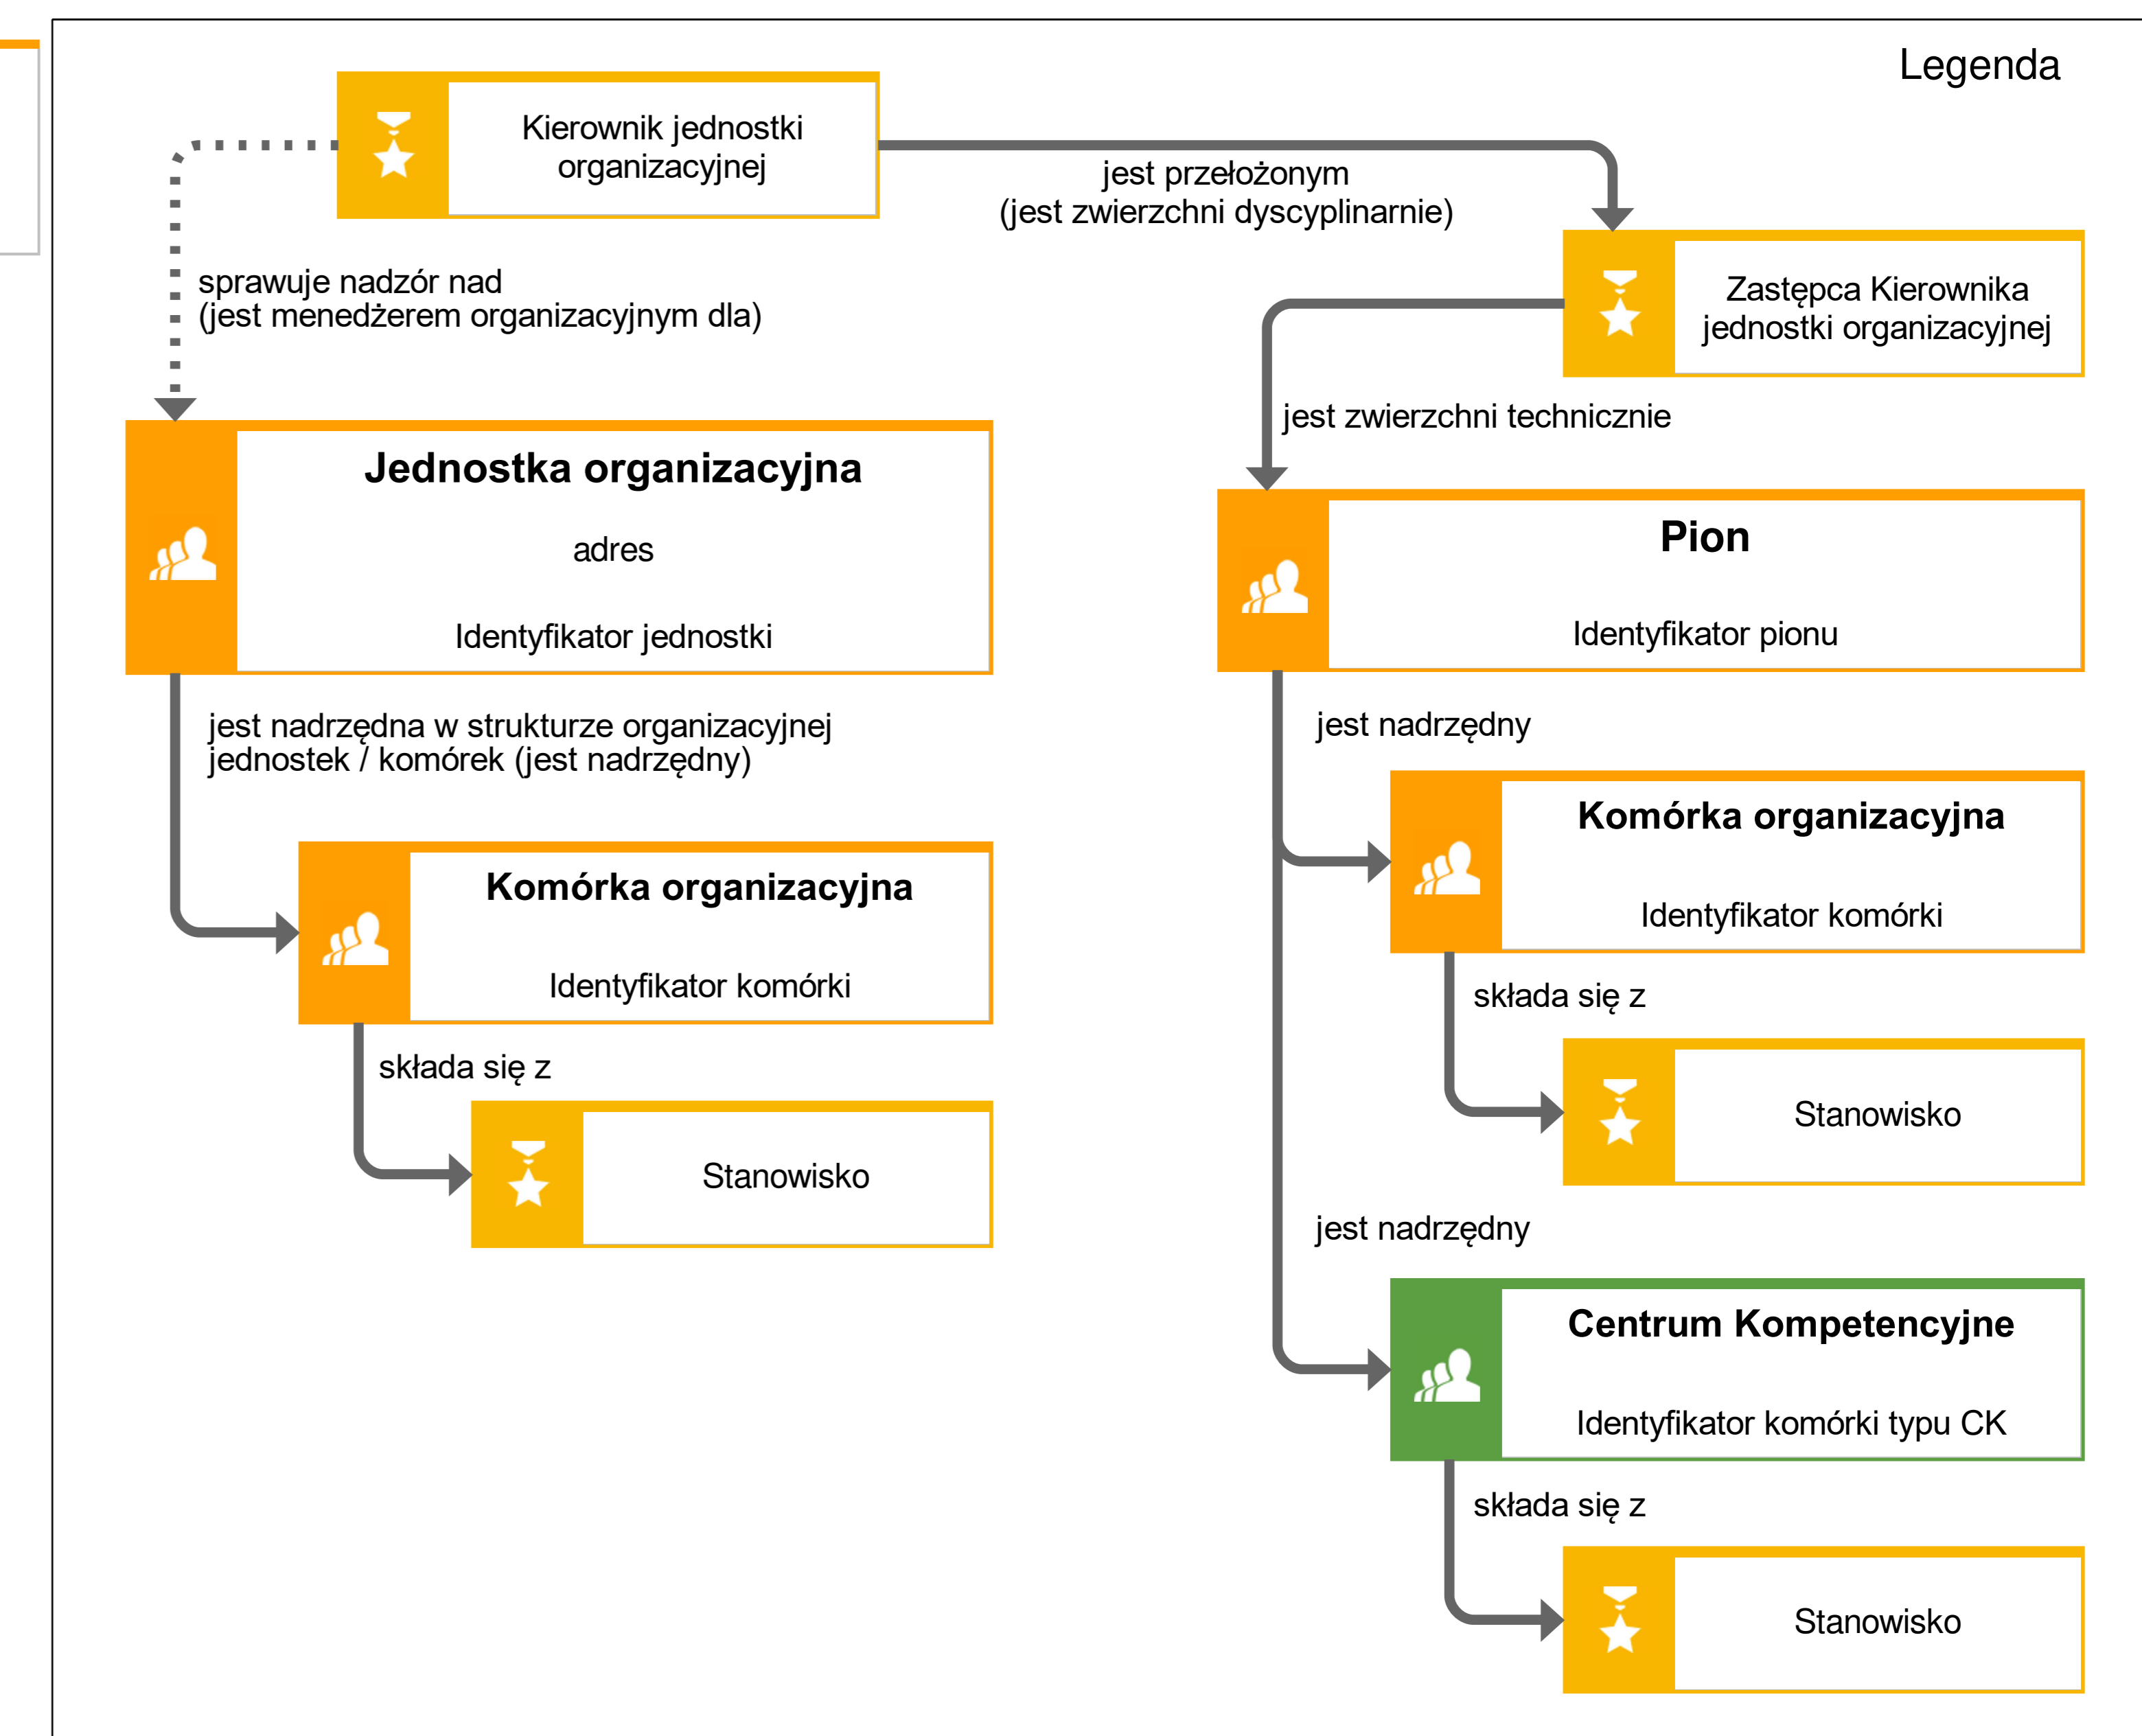 Legenda
Kierownik jednostki
organizacyjnej
jest przełożonym
(jest zwierzchni dyscyplinarnie)
sprawuje nadzór nad
(jest menedżerem organizacyjnym dla)
Zastępca Kierownika
jednostki organizacyjnej
jest zwierzchni technicznie
Jednostka organizacyjna
adres
Identyfikator jednostki
jest nadrzędna w strukturze organizacyjnej
jednostek / komórek (jest nadrzędny)
Komórka organizacyjna
Identyfikator komórki
składa się z
Stanowisko
Pion
Identyfikator pionu
jest nadrzędny
Komórka organizacyjna
Identyfikator komórki
składa się z
Stanowisko
jest nadrzędny
Centrum Kompetencyjne
Identyfikator komórki typu CK
składa się z
Stanowisko